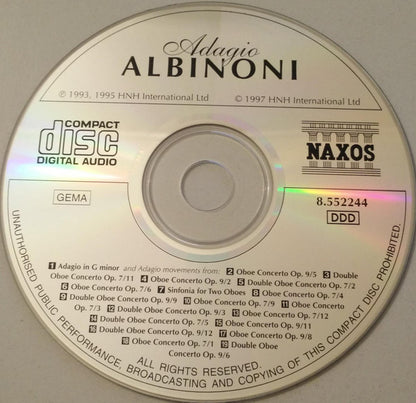 Adagio
ALBINONI
℗ 1993, 1995 HNH International Ltd
© 1997 HNH International Ltd
COMPACT
disc
DIGITAL AUDIO
NAXOS
GEMA
8.552244
DDD
1 Adagio in G minor and Adagio movements from: 2 Oboe Concerto Op. 9/5 3 Double
Oboe Concerto Op. 7/11 4 Oboe Concerto Op. 9/2 5 Double Oboe Concerto Op. 7/2
6 Oboe Concerto Op. 7/6 7 Sinfonia for Two Oboes 8 Oboe Concerto Op. 7/4
9 Double Oboe Concerto Op. 9/9 10 Oboe Concerto Op. 7/9 11 Oboe Concerto
Op. 7/3 12 Double Oboe Concerto Op. 9/3 13 Oboe Concerto Op. 7/12
14 Double Oboe Concerto Op. 7/5 15 Oboe Concerto Op. 9/11
16 Double Oboe Concerto Op. 9/12 17 Oboe Concerto Op. 9/8
18 Oboe Concerto Op. 7/1 19 Double Oboe
Concerto Op. 9/6
ALL RIGHTS RESERVED.
UNAUTHORISED PUBLIC PERFORMANCE, BROADCASTING AND COPYING OF THIS COMPACT DISC PROHIBITED.